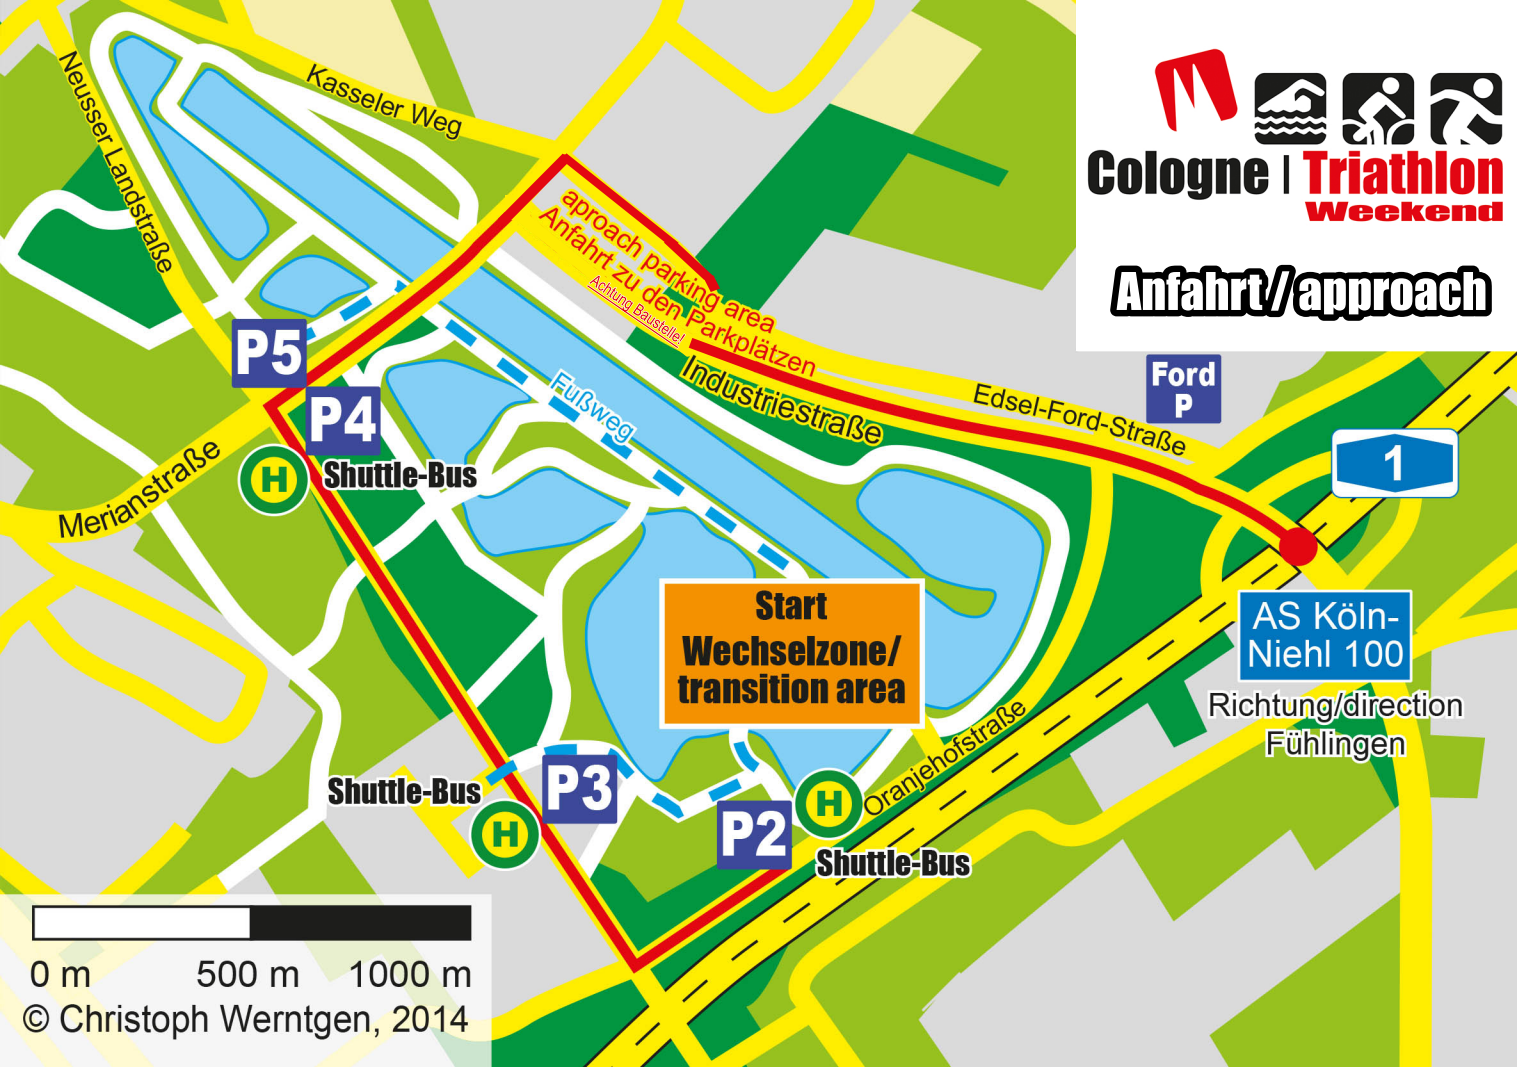 Cologne | Triathlon
Weekend
Anfahrt / approach
Kasseler Weg
Neusser Landstraße
aproach parking area
Anfahrt zu den Parkplätzen
Achtung Baustelle!
Industriestraße
Edsel-Ford-Straße
Ford
P
1
P5
P4
Fußweg
H
Shuttle-Bus
Merianstraße
Start
Wechselzone/
transition area
AS Köln-
Niehl 100
Richtung/direction
Fühlingen
Oranjehofstraße
Shuttle-Bus
H
P3
P2
H
Shuttle-Bus
0 m 500 m 1000 m
© Christoph Werntgen, 2014